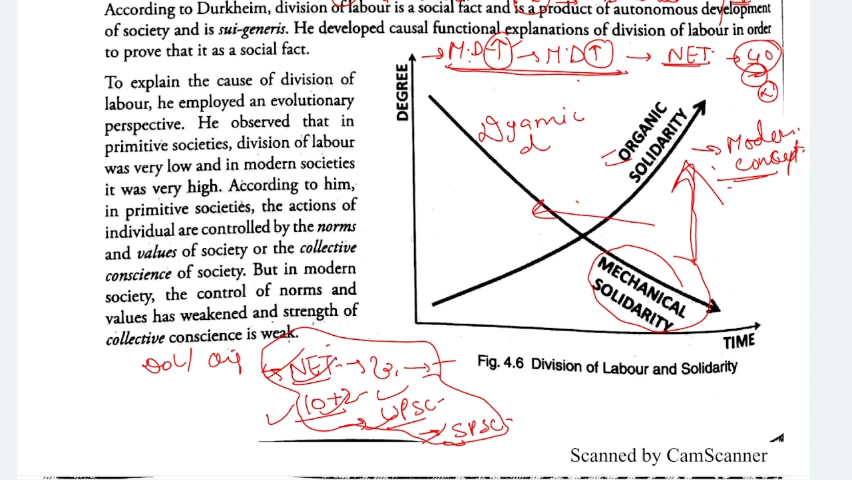 According to Durkheim, division of labour is a social fact and is a product of autonomous development
of society and is sui-generis. He developed causal functional explanations of division of labour in order
to prove that it as a social fact.
→ M.D↑ → M.D↑ → NET
To explain the cause of division of
labour, he employed an evolutionary
perspective. He observed that in
primitive societies, division of labour
was very low and in modern societies
it was very high. According to him,
in primitive societies, the actions of
individual are controlled by the norms
and values of society or the collective
conscience of society. But in modern
society, the control of norms and
values has weakened and strength of
collective conscience is weak.
DEGREE
Dyamic
d
ORGANIC
SOLIDARITY
→ Modern
concept
MECHANICAL
SOLIDARITY
TIME
Fig. 4.6 Division of Labour and Solidarity
NET →
10+2
UPSC
→ SPSC
Scanned by CamScanner